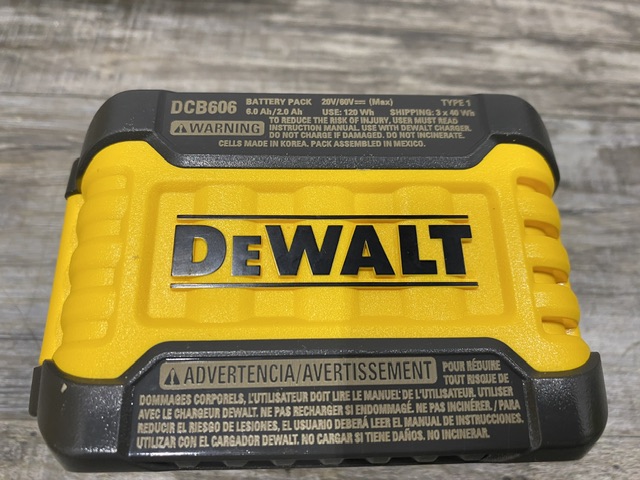 DCB606 BATTERY PACK 20V/60V⎓ (Max) TYPE 1
6.0 Ah/2.0 Ah USE: 120 Wh SHIPPING: 3 x 40 Wh
⚠WARNING TO REDUCE THE RISK OF INJURY, USER MUST READ
INSTRUCTION MANUAL. USE WITH DEWALT CHARGER.
DO NOT CHARGE IF DAMAGED. DO NOT INCINERATE.
CELLS MADE IN KOREA. PACK ASSEMBLED IN MEXICO.
DEWALT
⚠ADVERTENCIA/AVERTISSEMENT POUR RÉDUIRE
TOUT RISQUE DE
DOMMAGES CORPORELS, L'UTILISATEUR DOIT LIRE LE MANUEL DE L'UTILISATEUR. UTILISER
AVEC LE CHARGEUR DEWALT. NE PAS RECHARGER SI ENDOMMAGÉ. NE PAS INCINÉRER. / PARA
REDUCIR EL RIESGO DE LESIONES, EL USUARIO DEBERÁ LEER EL MANUAL DE INSTRUCCIONES.
UTILIZAR CON EL CARGADOR DEWALT. NO CARGAR SI TIENE DAÑOS. NO INCINERAR.